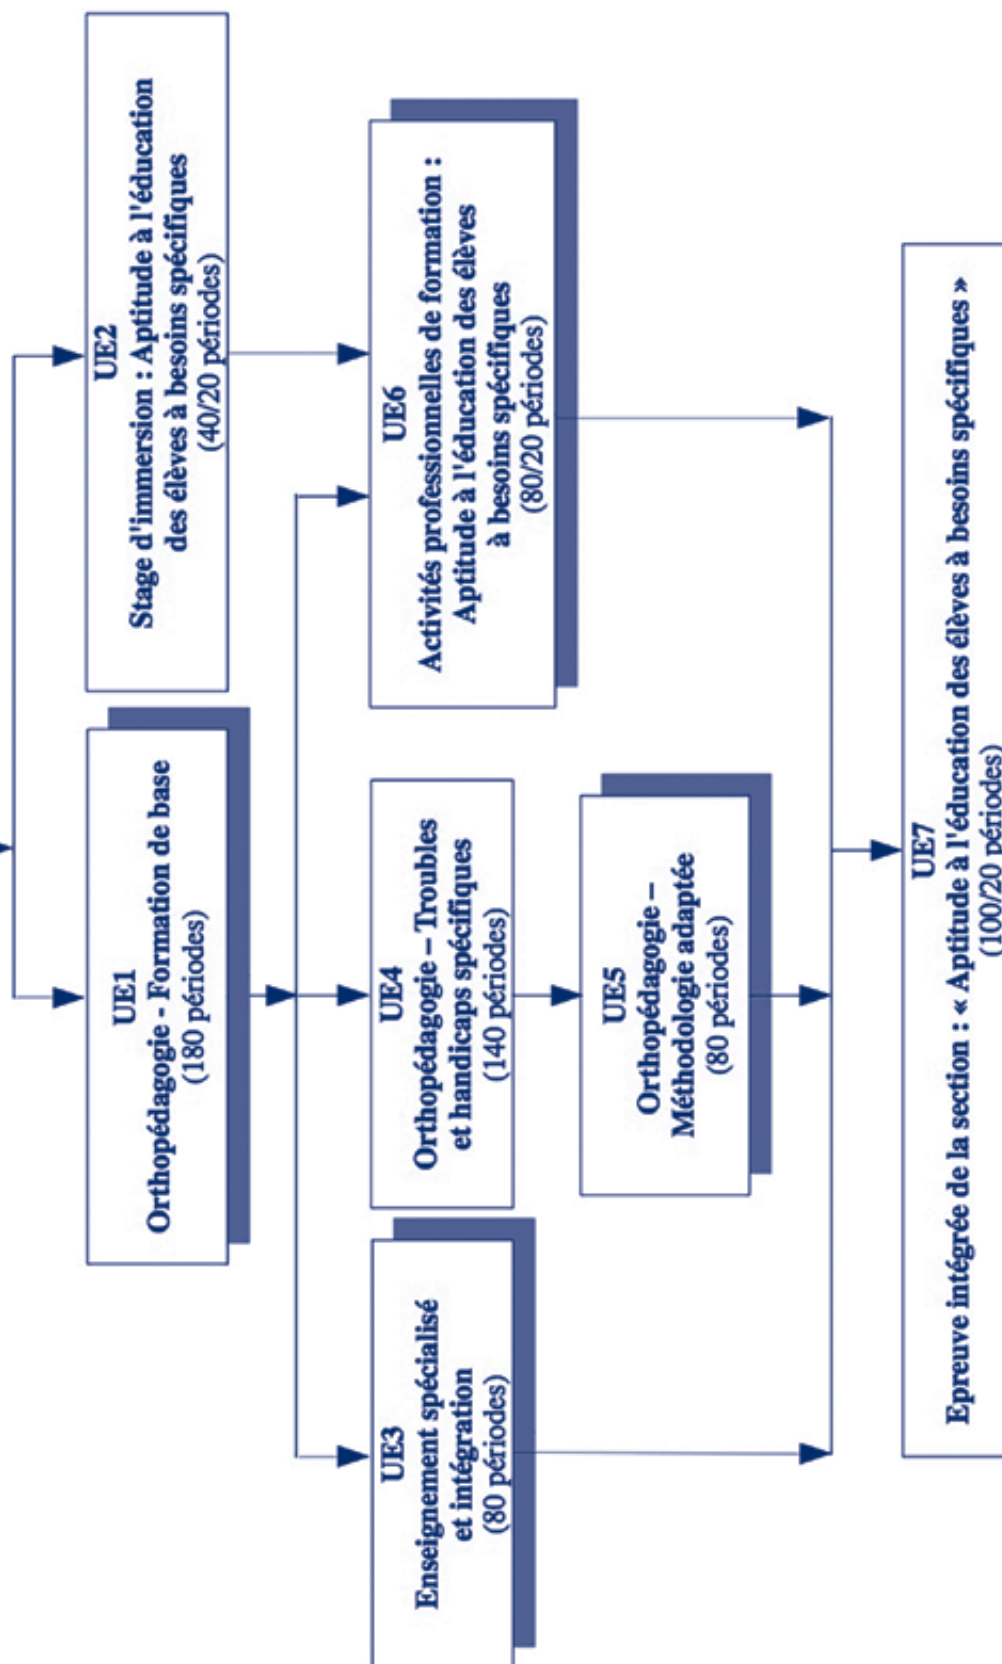 UE1
Orthopédagogie - Formation de base
(180 périodes)
UE2
Stage d'immersion : Aptitude à l'éducation
des élèves à besoins spécifiques
(40/20 périodes)
UE3
Enseignement spécialisé
et intégration
(80 périodes)
UE4
Orthopédagogie – Troubles
et handicaps spécifiques
(140 périodes)
UE6
Activités professionnelles de formation :
Aptitude à l'éducation des élèves
à besoins spécifiques
(80/20 périodes)
UE5
Orthopédagogie –
Méthodologie adaptée
(80 périodes)
UE7
Epreuve intégrée de la section : « Aptitude à l'éducation des élèves à besoins spécifiques »
(100/20 périodes)